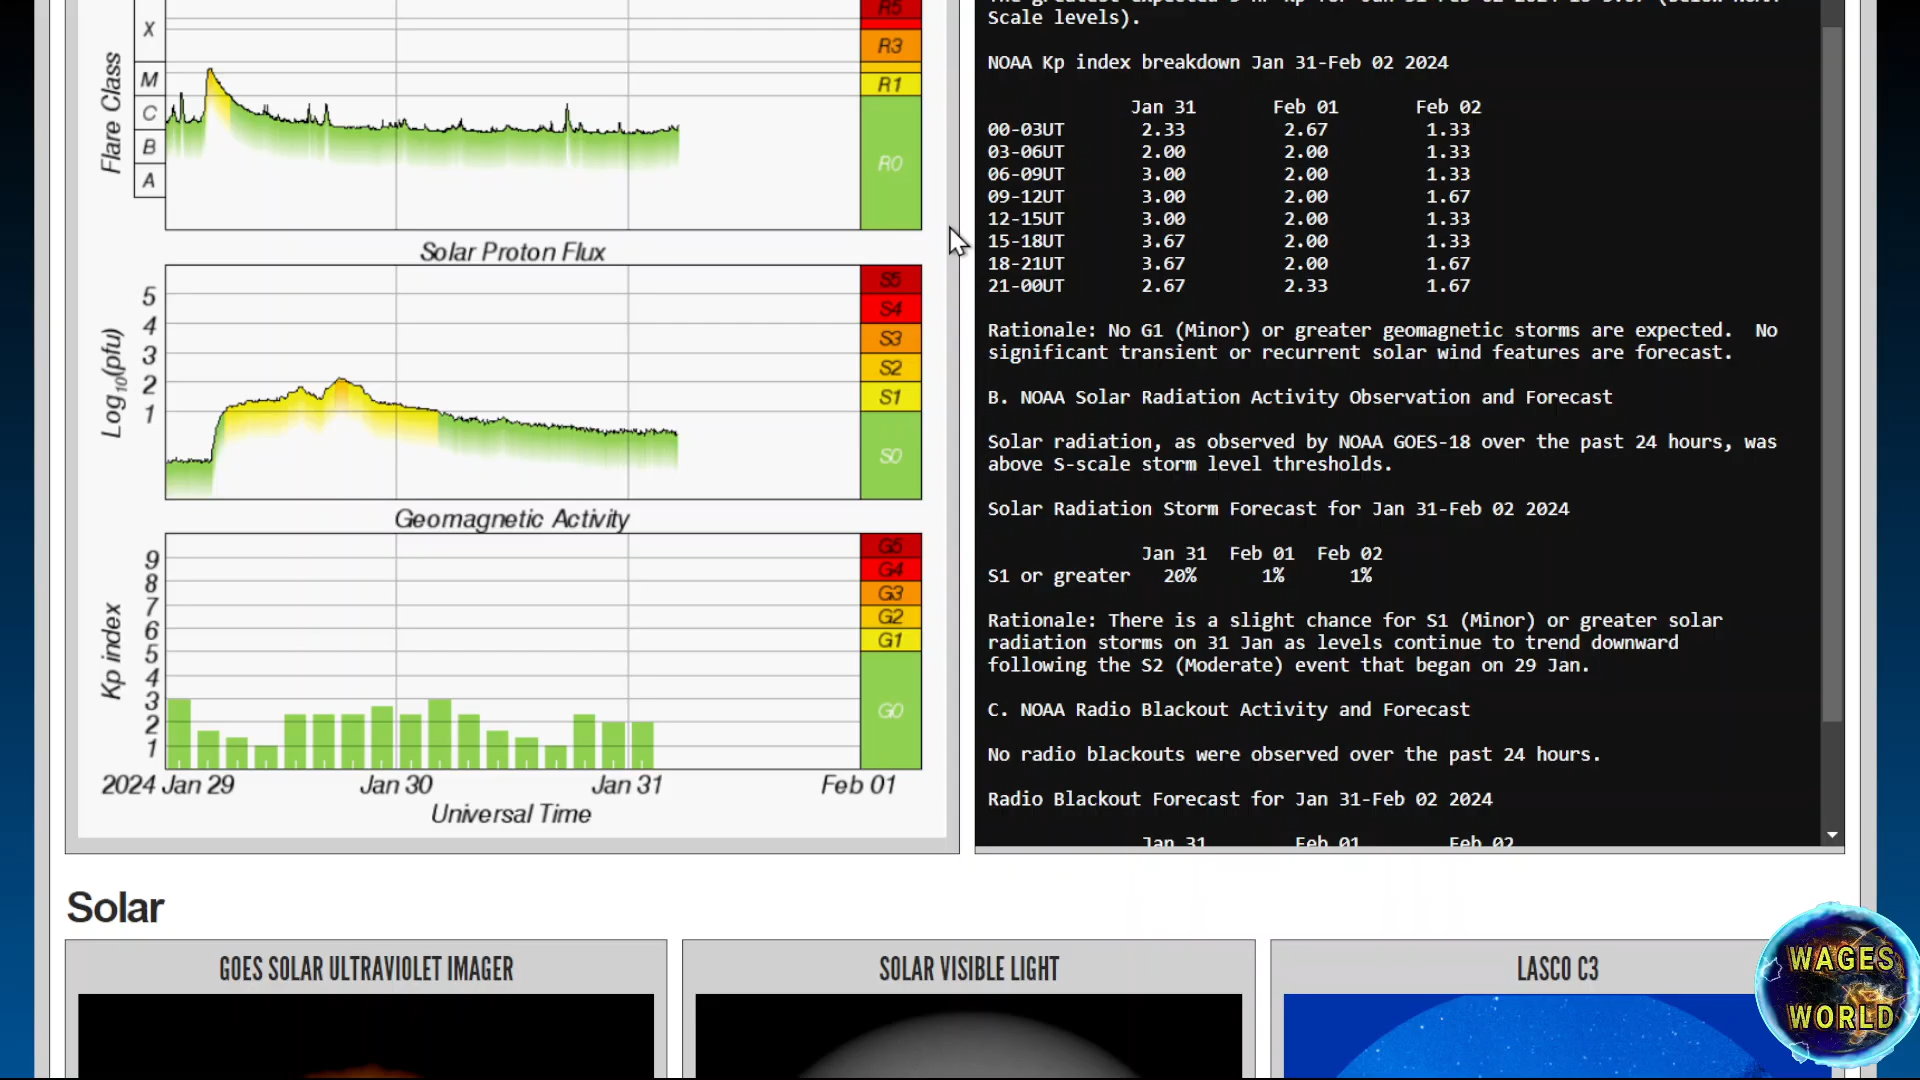 X
M
C
B
A
Flare Class
R5
R3
R1
R0
Solar Proton Flux
5
4
3
2
1
Log10(pfu)
S5
S4
S3
S2
S1
S0
Geomagnetic Activity
9
8
7
6
5
4
3
2
1
Kp index
G5
G4
G3
G2
G1
G0
2024 Jan 29 Jan 30 Jan 31 Feb 01
Universal Time
Scale levels).
NOAA Kp index breakdown Jan 31-Feb 02 2024
Jan 31 Feb 01 Feb 02
00-03UT 2.33 2.67 1.33
03-06UT 2.00 2.00 1.33
06-09UT 3.00 2.00 1.33
09-12UT 3.00 2.00 1.67
12-15UT 3.00 2.00 1.33
15-18UT 3.67 2.00 1.33
18-21UT 3.67 2.00 1.67
21-00UT 2.67 2.33 1.67
Rationale: No G1 (Minor) or greater geomagnetic storms are expected. No
significant transient or recurrent solar wind features are forecast.
B. NOAA Solar Radiation Activity Observation and Forecast
Solar radiation, as observed by NOAA GOES-18 over the past 24 hours, was
above S-scale storm level thresholds.
Solar Radiation Storm Forecast for Jan 31-Feb 02 2024
Jan 31 Feb 01 Feb 02
S1 or greater 20% 1% 1%
Rationale: There is a slight chance for S1 (Minor) or greater solar
radiation storms on 31 Jan as levels continue to trend downward
following the S2 (Moderate) event that began on 29 Jan.
C. NOAA Radio Blackout Activity and Forecast
No radio blackouts were observed over the past 24 hours.
Radio Blackout Forecast for Jan 31-Feb 02 2024
Jan 31 Feb 01 Feb 02
Solar
GOES SOLAR ULTRAVIOLET IMAGER
SOLAR VISIBLE LIGHT
LASCO C3
WAGES
WORLD